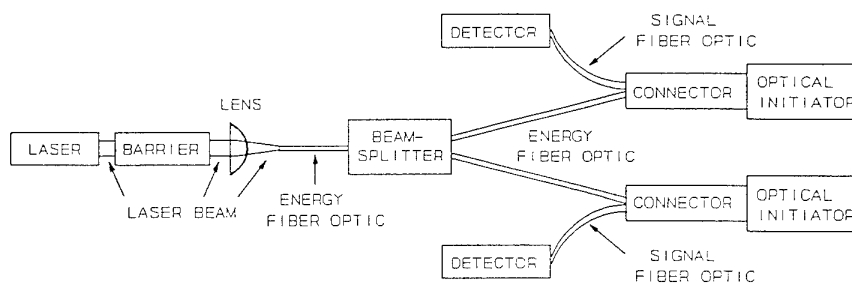 DETECTOR
SIGNAL
FIBER OPTIC
CONNECTOR
OPTICAL
INITIATOR
LENS
LASER
BARRIER
BEAM-
SPLITTER
ENERGY
FIBER OPTIC
LASER BEAM
ENERGY
FIBER OPTIC
CONNECTOR
OPTICAL
INITIATOR
DETECTOR
SIGNAL
FIBER OPTIC